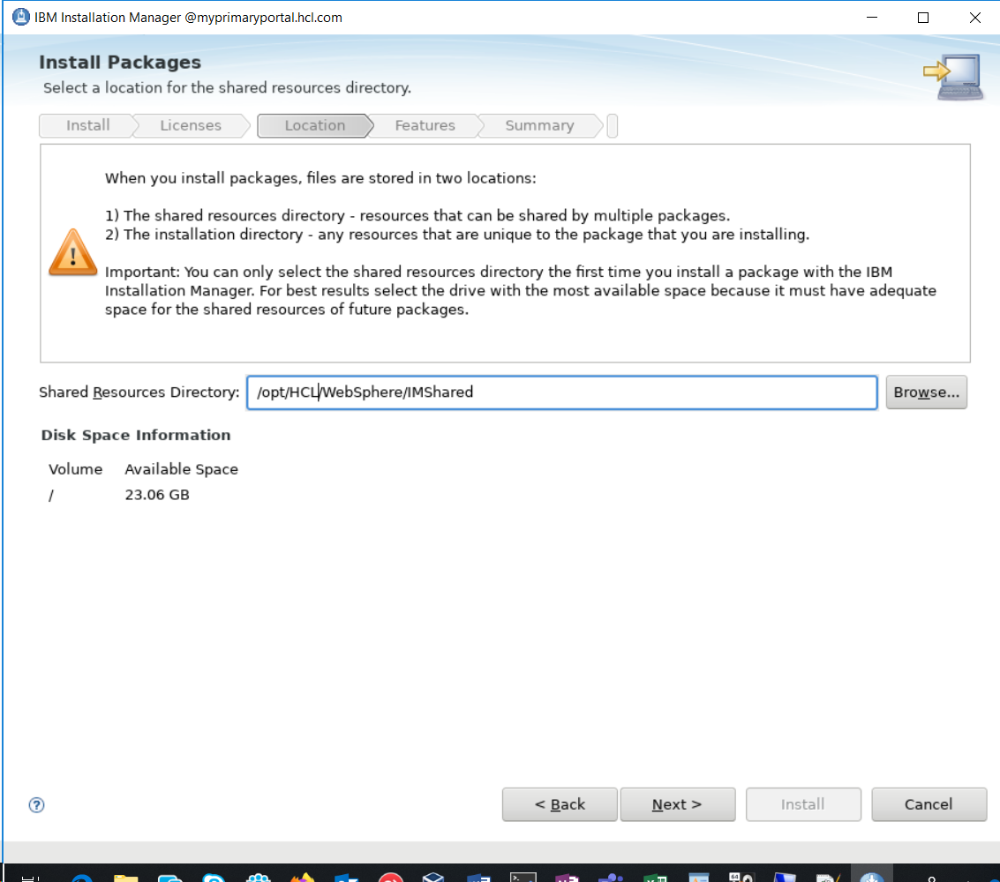 IBM Installation Manager @myprimaryportal.hcl.com
Install Packages
Select a location for the shared resources directory.
Install Licenses Location Features Summary
When you install packages, files are stored in two locations:
1) The shared resources directory - resources that can be shared by multiple packages.
2) The installation directory - any resources that are unique to the package that you are installing.
Important: You can only select the shared resources directory the first time you install a package with the IBM
Installation Manager. For best results select the drive with the most available space because it must have adequate
space for the shared resources of future packages.
Shared Resources Directory: /opt/HCL/WebSphere/IMShared Browse...
Disk Space Information
Volume Available Space
/ 23.06 GB
< Back Next > Install Cancel